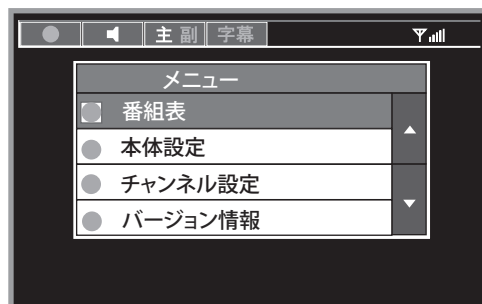 主 副 字幕
メニュー
番組表
本体設定
チャンネル設定
バージョン情報